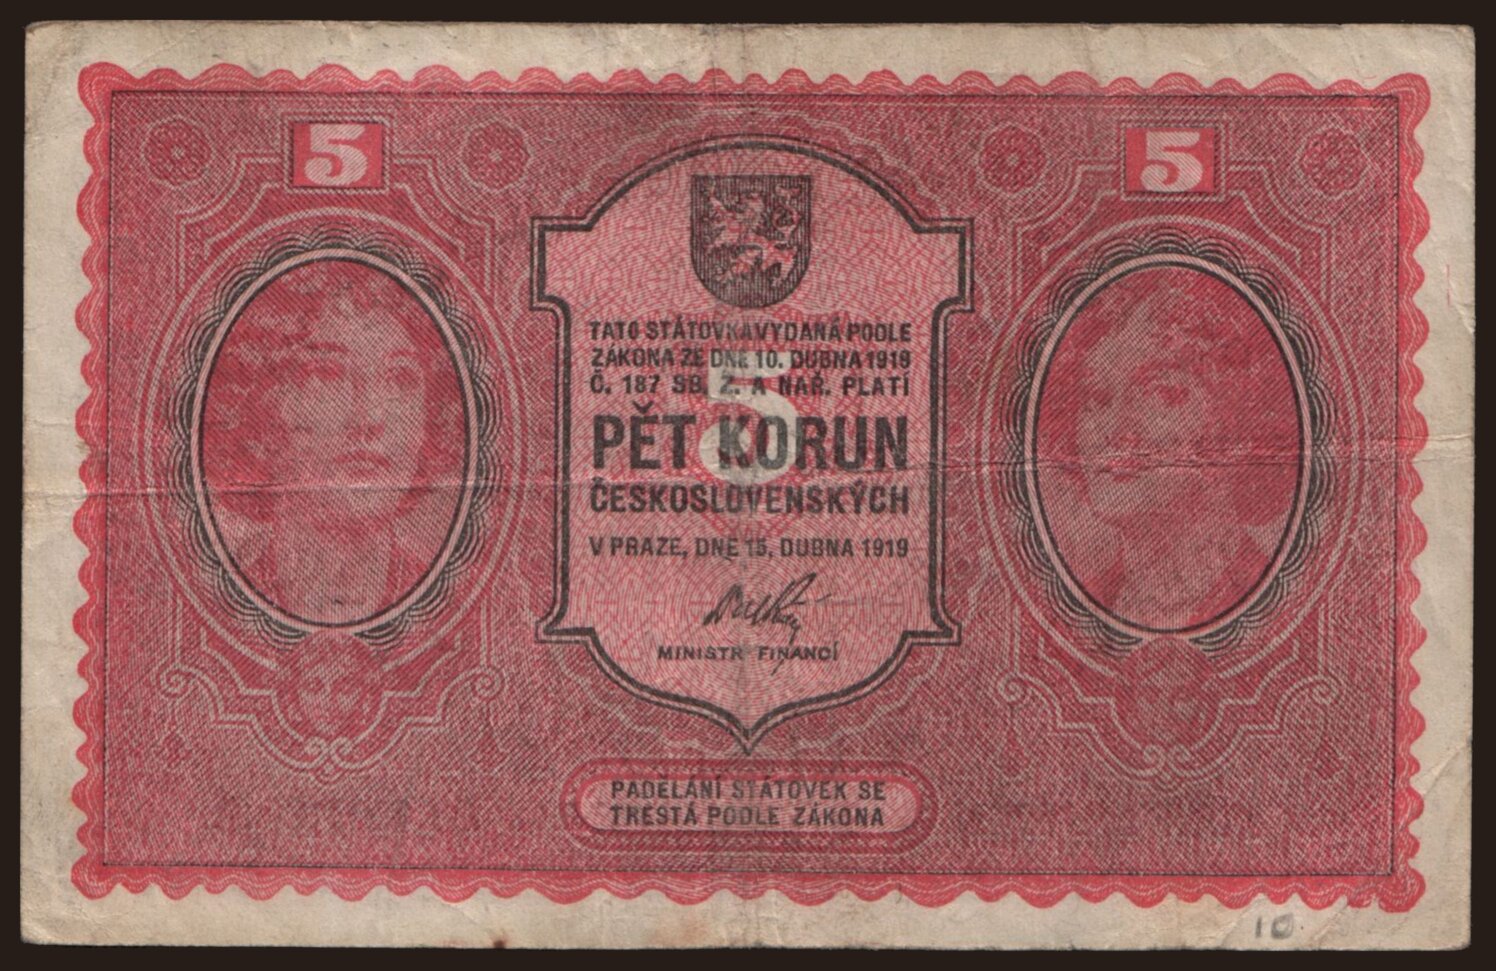 5 5
TATO STÁTOVKA VYDANÁ PODLE
ZÁKONA ZE DNE 10. DUBNA 1919
Č. 187 SB. Z. A NAŘ. PLATÍ
5
PĚT KORUN
ČESKOSLOVENSKÝCH
V PRAZE, DNE 15. DUBNA 1919
MINISTR FINANCÍ
PADĚLÁNÍ STÁTOVEK SE
TRESTÁ PODLE ZÁKONA
10